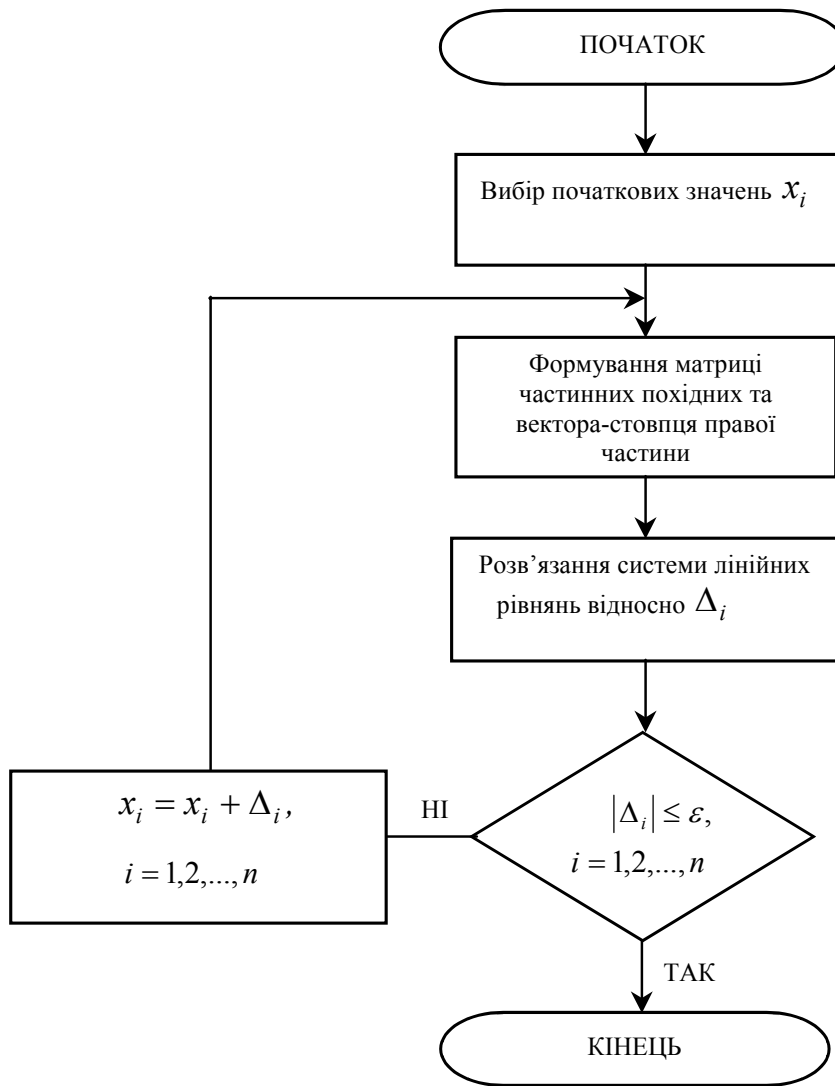 ПОЧАТОК
Вибір початкових значень x_i
Формування матриці
частинних похідних та
вектора-стовпця правої
частини
Розв’язання системи лінійних
рівнянь відносно Δ_i
|Δ_i| ≤ ε,
i = 1,2,...,n
НІ
x_i = x_i + Δ_i,
i = 1,2,...,n
ТАК
КІНЕЦЬ